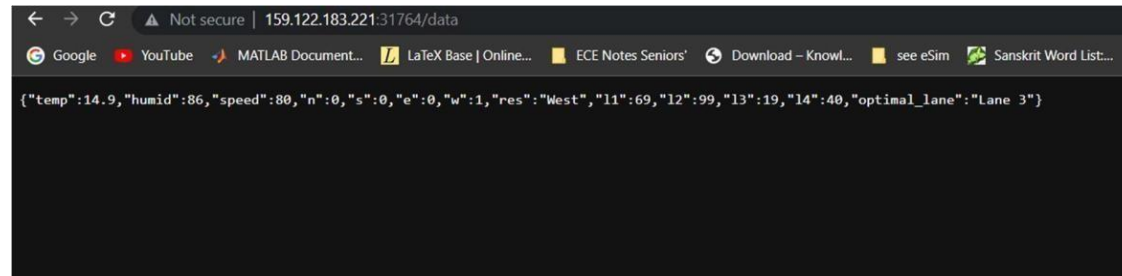 Not secure | 159.122.183.221:31764/data
Google YouTube MATLAB Document... LaTeX Base | Online... ECE Notes Seniors' Download – Knowl... see eSim Sanskrit Word List:...
{"temp":14.9,"humid":86,"speed":80,"n":0,"s":0,"e":0,"w":1,"res":"West","l1":69,"l2":99,"l3":19,"l4":40,"optimal_lane":"Lane 3"}